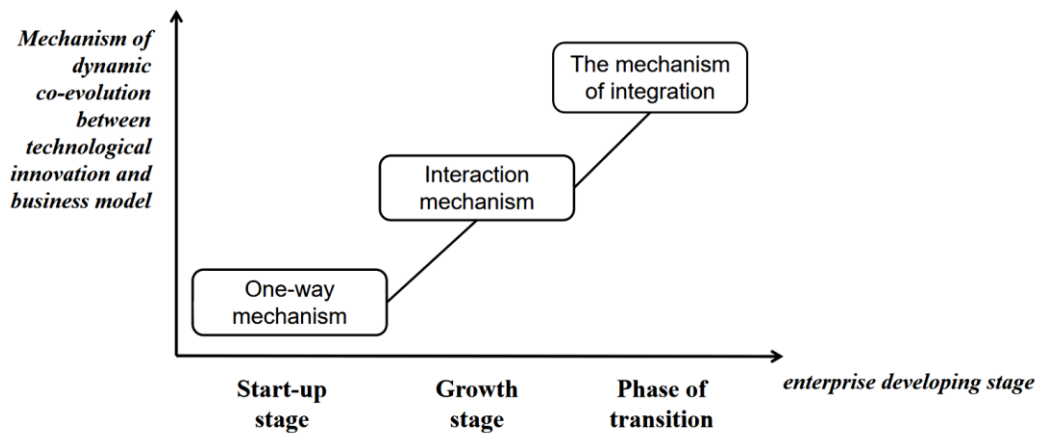 Mechanism of
dynamic
co-evolution
between
technological
innovation and
business model
The mechanism
of integration
Interaction
mechanism
One-way
mechanism
Start-up
stage
Growth
stage
Phase of
transition
enterprise developing stage